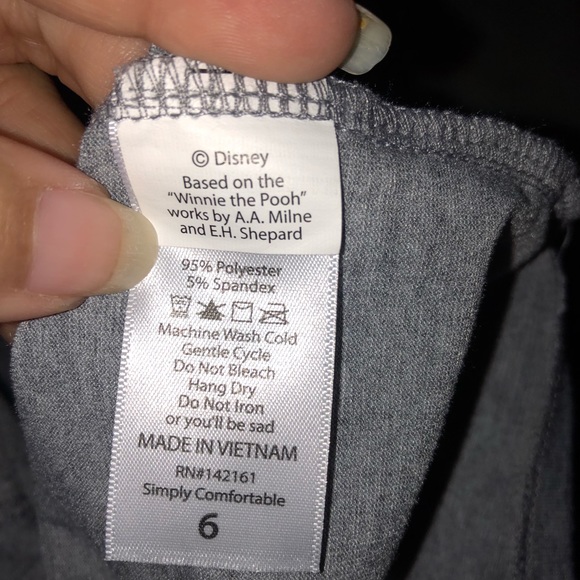 © Disney
Based on the
"Winnie the Pooh"
works by A.A. Milne
and E.H. Shepard
95% Polyester
5% Spandex
Machine Wash Cold
Gentle Cycle
Do Not Bleach
Hang Dry
Do Not Iron
or you'll be sad
MADE IN VIETNAM
RN#142161
Simply Comfortable
6